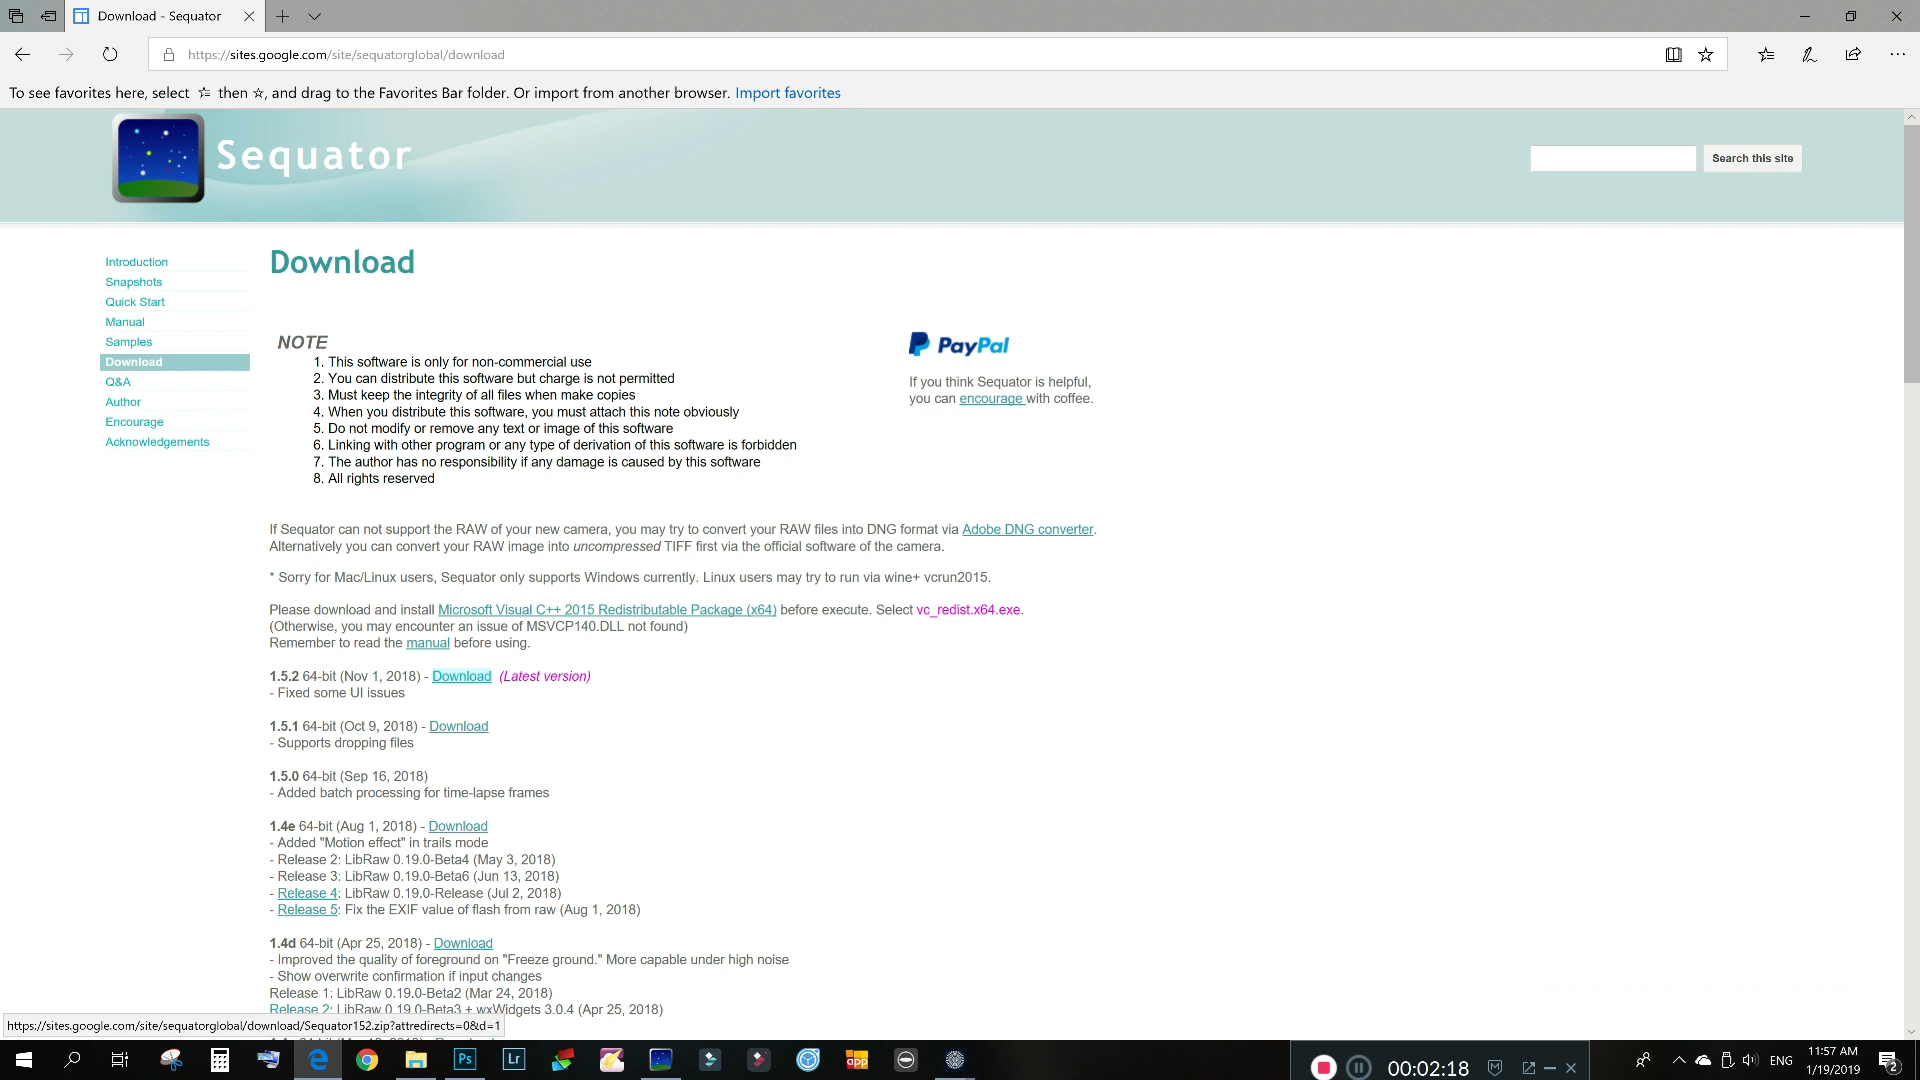 Download - Sequator
https://sites.google.com/site/sequatorglobal/download
To see favorites here, select then ☆, and drag to the Favorites Bar folder. Or import from another browser. Import favorites
Sequator
Search this site
Introduction
Snapshots
Quick Start
Manual
Samples
Download
Q&A
Author
Encourage
Acknowledgements
Download
NOTE
1. This software is only for non-commercial use
2. You can distribute this software but charge is not permitted
3. Must keep the integrity of all files when make copies
4. When you distribute this software, you must attach this note obviously
5. Do not modify or remove any text or image of this software
6. Linking with other program or any type of derivation of this software is forbidden
7. The author has no responsibility if any damage is caused by this software
8. All rights reserved
PayPal
If you think Sequator is helpful,
you can encourage with coffee.
If Sequator can not support the RAW of your new camera, you may try to convert your RAW files into DNG format via Adobe DNG converter.
Alternatively you can convert your RAW image into uncompressed TIFF first via the official software of the camera.
* Sorry for Mac/Linux users, Sequator only supports Windows currently. Linux users may try to run via wine+ vcrun2015.
Please download and install Microsoft Visual C++ 2015 Redistributable Package (x64) before execute. Select vc_redist.x64.exe.
(Otherwise, you may encounter an issue of MSVCP140.DLL not found)
Remember to read the manual before using.
1.5.2 64-bit (Nov 1, 2018) - Download (Latest version)
- Fixed some UI issues
1.5.1 64-bit (Oct 9, 2018) - Download
- Supports dropping files
1.5.0 64-bit (Sep 16, 2018)
- Added batch processing for time-lapse frames
1.4e 64-bit (Aug 1, 2018) - Download
- Added "Motion effect" in trails mode
- Release 2: LibRaw 0.19.0-Beta4 (May 3, 2018)
- Release 3: LibRaw 0.19.0-Beta6 (Jun 13, 2018)
- Release 4: LibRaw 0.19.0-Release (Jul 2, 2018)
- Release 5: Fix the EXIF value of flash from raw (Aug 1, 2018)
1.4d 64-bit (Apr 25, 2018) - Download
- Improved the quality of foreground on "Freeze ground." More capable under high noise
- Show overwrite confirmation if input changes
Release 1: LibRaw 0.19.0-Beta2 (Mar 24, 2018)
Release 2: LibRaw 0.19.0-Beta3 + wxWidgets 3.0.4 (Apr 25, 2018)
https://sites.google.com/site/sequatorglobal/download/Sequator152.zip?attredirects=0&d=1
Ps
Lr
app
00:02:18
ENG
11:57 AM
1/19/2019
2